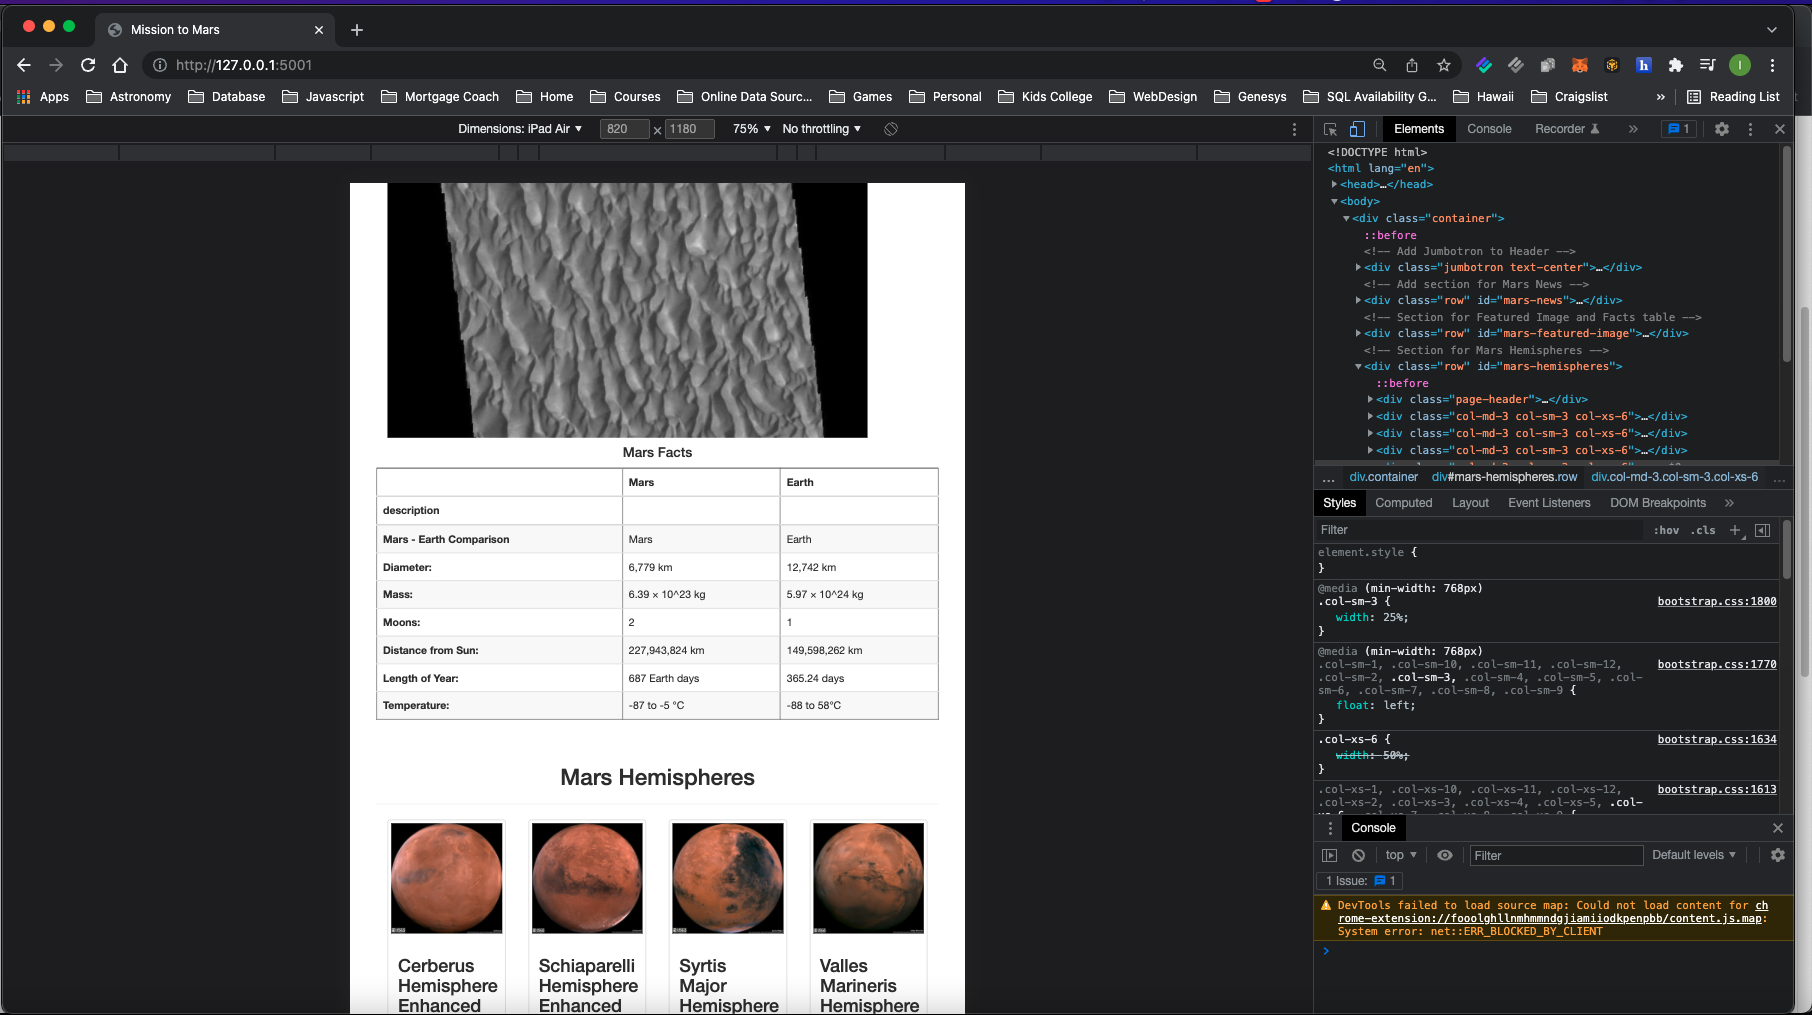 Mission to Mars
http://127.0.0.1:5001
Apps Astronomy Database Javascript Mortgage Coach Home Courses Online Data Sourc... Games Personal Kids College WebDesign Genesys SQL Availability G... Hawaii Craigslist » Reading List
Dimensions: iPad Air ▼ 820 × 1180 75% ▼ No throttling ▼
Mars Facts
Mars Earth
description
Mars - Earth Comparison Mars Earth
Diameter: 6,779 km 12,742 km
Mass: 6.39 × 10^23 kg 5.97 × 10^24 kg
Moons: 2 1
Distance from Sun: 227,943,824 km 149,598,262 km
Length of Year: 687 Earth days 365.24 days
Temperature: -87 to -5 °C -88 to 58°C
Mars Hemispheres
Cerberus
Hemisphere
Enhanced
Schiaparelli
Hemisphere
Enhanced
Syrtis
Major
Hemisphere
Valles
Marineris
Hemisphere
Elements Console Recorder » 1
<!DOCTYPE html>
<html lang="en">
▶<head>…</head>
▼<body>
▼<div class="container">
::before
<!-- Add Jumbotron to Header -->
▶<div class="jumbotron text-center">…</div>
<!-- Add section for Mars News -->
▶<div class="row" id="mars-news">…</div>
<!-- Section for Featured Image and Facts table -->
▶<div class="row" id="mars-featured-image">…</div>
<!-- Section for Mars Hemispheres -->
▼<div class="row" id="mars-hemispheres">
::before
▶<div class="page-header">…</div>
▶<div class="col-md-3 col-sm-3 col-xs-6">…</div>
▶<div class="col-md-3 col-sm-3 col-xs-6">…</div>
▶<div class="col-md-3 col-sm-3 col-xs-6">…</div>
... div.container div#mars-hemispheres.row div.col-md-3.col-sm-3.col-xs-6 ...
Styles Computed Layout Event Listeners DOM Breakpoints »
Filter :hov .cls +
element.style {
}
@media (min-width: 768px)
.col-sm-3 { bootstrap.css:1800
width: 25%;
}
@media (min-width: 768px)
.col-sm-1, .col-sm-10, .col-sm-11, .col-sm-12, bootstrap.css:1770
.col-sm-2, .col-sm-3, .col-sm-4, .col-sm-5, .col-
sm-6, .col-sm-7, .col-sm-8, .col-sm-9 {
float: left;
}
.col-xs-6 { bootstrap.css:1634
width: 50%;
}
.col-xs-1, .col-xs-10, .col-xs-11, .col-xs-12, bootstrap.css:1613
.col-xs-2, .col-xs-3, .col-xs-4, .col-xs-5, .col-
Console
top ▼ Filter Default levels ▼
1 Issue: 1
DevTools failed to load source map: Could not load content for ch
rome-extension://fooolghllnmhmmndgjiamiiodkpenpbb/content.js.map:
System error: net::ERR_BLOCKED_BY_CLIENT